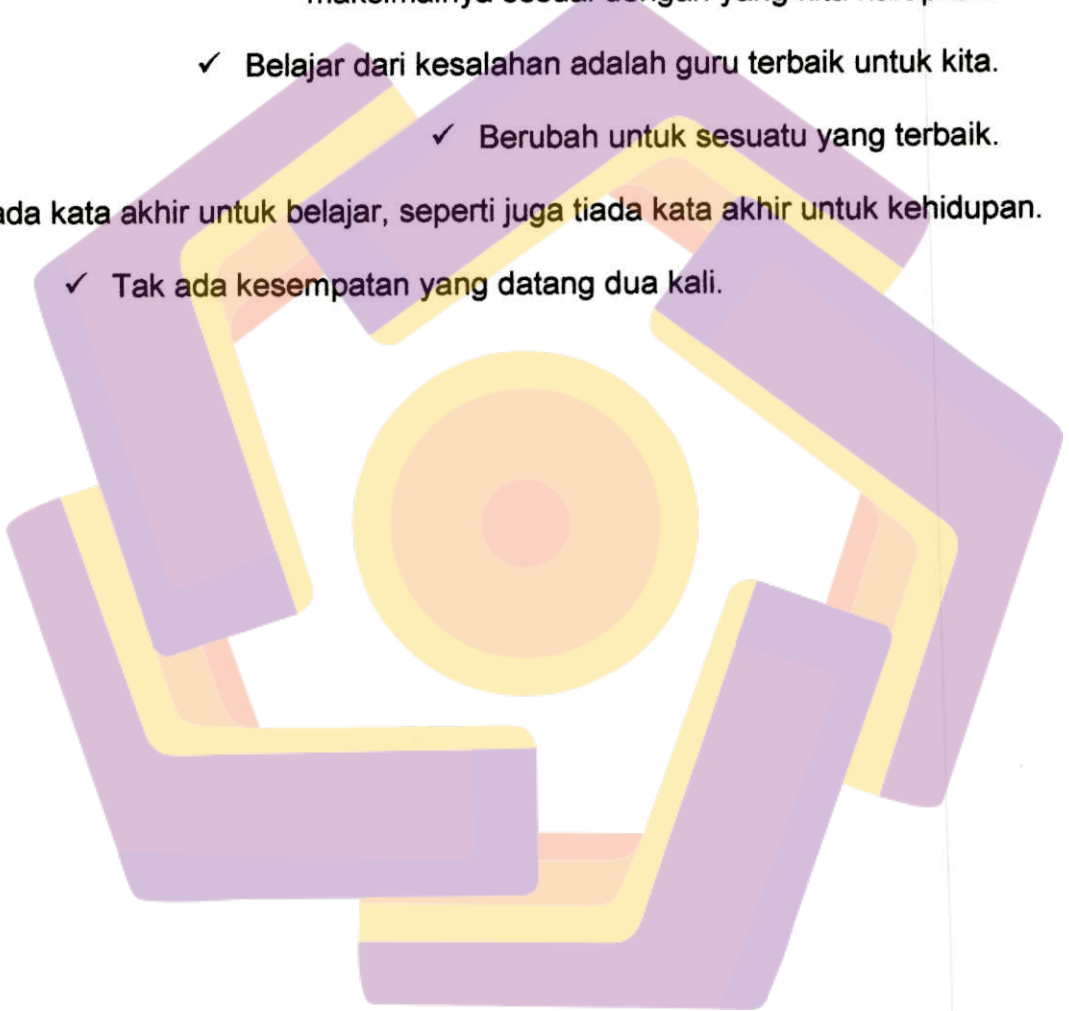 ✓ Belajar dari kesalahan adalah guru terbaik untuk kita.
✓ Berubah untuk sesuatu yang terbaik.
kata akhir untuk belajar, seperti juga tiada kata akhir untuk kehidupan.
✓ Tak ada kesempatan yang datang dua kali.